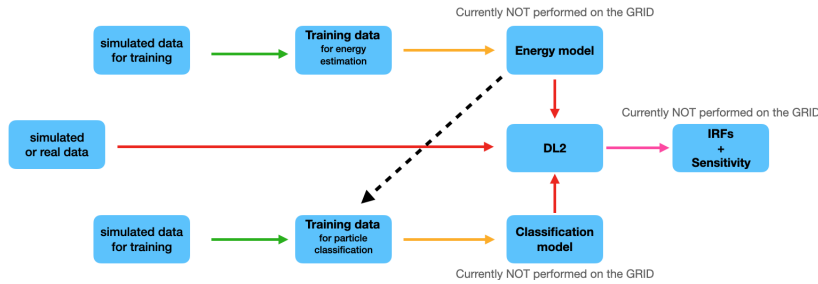 Currently NOT performed on the GRID
simulated data
for training
Training data
for energy
estimation
Energy model
Currently NOT performed on the GRID
simulated
or real data
DL2
IRFs
+
Sensitivity
simulated data
for training
Training data
for particle
classification
Classification
model
Currently NOT performed on the GRID